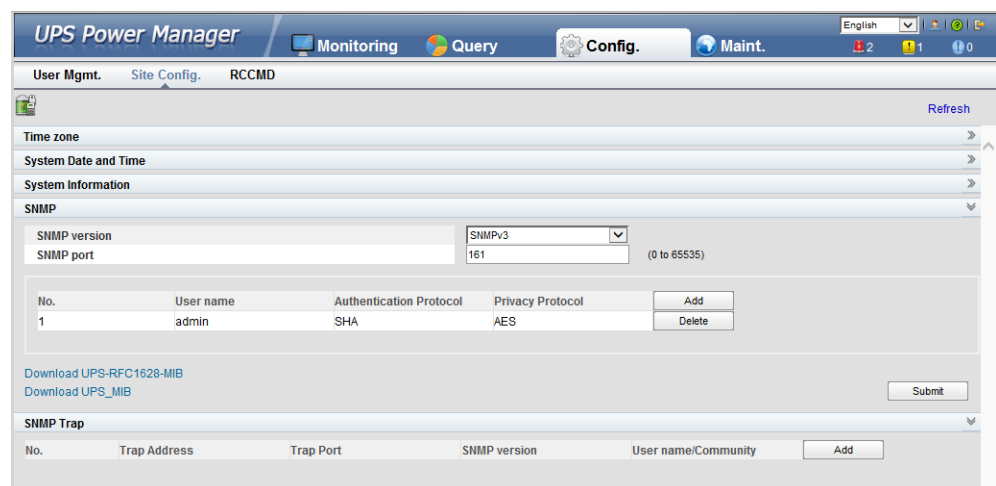 UPS Power Manager
Monitoring Query Config. Maint.
English
2 1 0
User Mgmt. Site Config. RCCMD
Refresh
Time zone
System Date and Time
System Information
SNMP
SNMP version SNMPv3
SNMP port 161 (0 to 65535)
No. User name Authentication Protocol Privacy Protocol Add
1 admin SHA AES Delete
Download UPS-RFC1628-MIB
Download UPS_MIB
Submit
SNMP Trap
No. Trap Address Trap Port SNMP version User name/Community Add